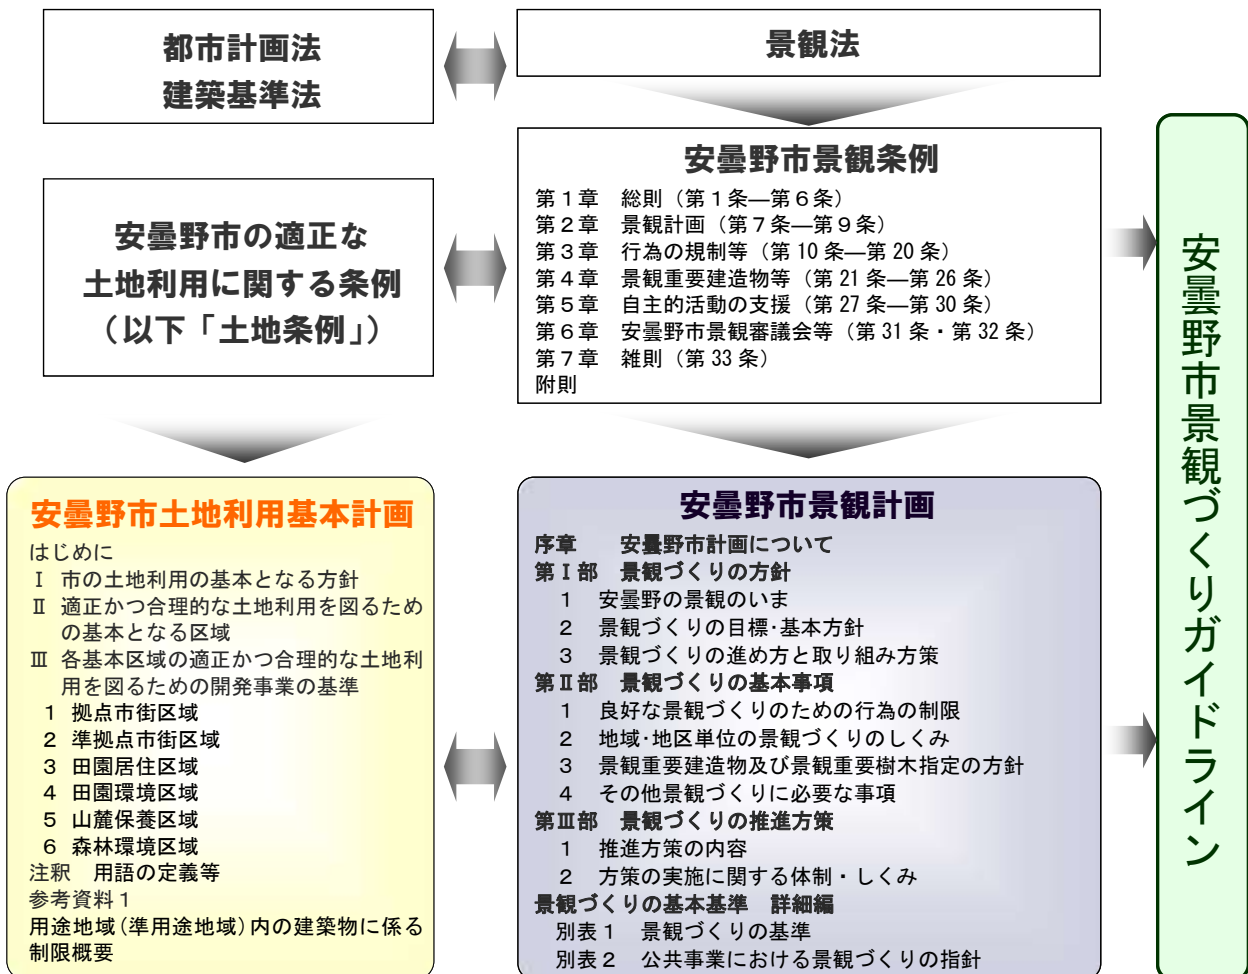 都市計画法
建築基準法
景観法
安曇野市の適正な
土地利用に関する条例
（以下「土地条例」）
安曇野市景観条例
第１章　総則（第１条―第６条）
第２章　景観計画（第７条―第９条）
第３章　行為の規制等（第 10 条―第 20 条）
第４章　景観重要建造物等（第 21 条―第 26 条）
第５章　自主的活動の支援（第 27 条―第 30 条）
第６章　安曇野市景観審議会等（第 31 条・第 32 条）
第７章　雑則（第 33 条）
附則
安曇野市土地利用基本計画
はじめに
Ⅰ　市の土地利用の基本となる方針
Ⅱ　適正かつ合理的な土地利用を図るため
の基本となる区域
Ⅲ　各基本区域の適正かつ合理的な土地利
用を図るための開発事業の基準
１　拠点市街区域
２　準拠点市街区域
３　田園居住区域
４　田園環境区域
５　山麓保養区域
６　森林環境区域
注釈　用語の定義等
参考資料１
用途地域（準用途地域）内の建築物に係る
制限概要
安曇野市景観計画
序章　　安曇野市計画について
第Ⅰ部　景観づくりの方針
１　安曇野の景観のいま
２　景観づくりの目標･基本方針
３　景観づくりの進め方と取り組み方策
第Ⅱ部　景観づくりの基本事項
１　良好な景観づくりのための行為の制限
２　地域･地区単位の景観づくりのしくみ
３　景観重要建造物及び景観重要樹木指定の方針
４　その他景観づくりに必要な事項
第Ⅲ部　景観づくりの推進方策
１　推進方策の内容
２　方策の実施に関する体制・しくみ
景観づくりの基本基準　詳細編
別表１　景観づくりの基準
別表２　公共事業における景観づくりの指針
安曇野市景観づくりガイドライン